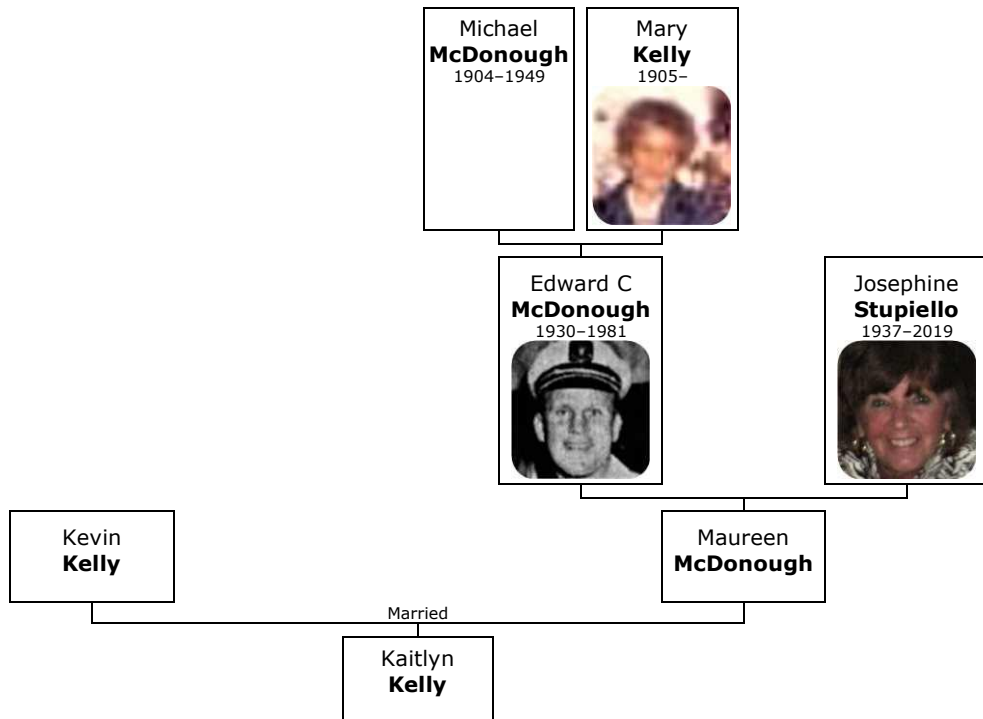 Michael
McDonough
1904–1949
Mary
Kelly
1905–
Edward C
McDonough
1930–1981
Josephine
Stupiello
1937–2019
Kevin
Kelly
Maureen
McDonough
Married
Kaitlyn
Kelly